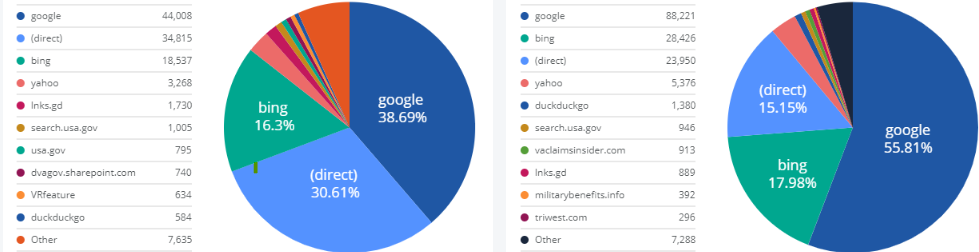 google 44,008
(direct) 34,815
bing 18,537
yahoo 3,268
lnks.gd 1,730
search.usa.gov 1,005
usa.gov 795
dvagov.sharepoint.com 740
VRfeature 634
duckduckgo 584
Other 7,635
google
38.69%
bing
16.3%
(direct)
30.61%
google 88,221
bing 28,426
(direct) 23,950
yahoo 5,376
duckduckgo 1,380
search.usa.gov 946
vaclaimsinsider.com 913
lnks.gd 889
militarybenefits.info 392
triwest.com 296
Other 7,288
(direct)
15.15%
google
55.81%
bing
17.98%